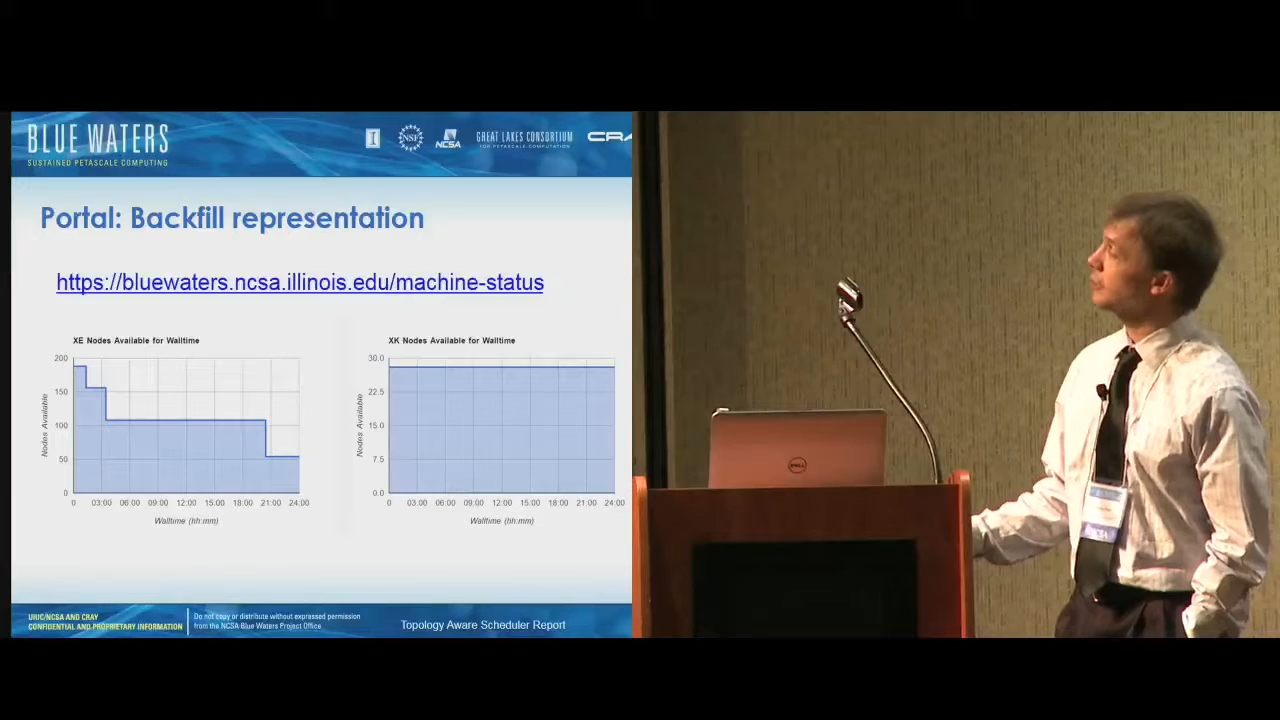 BLUE WATERS
SUSTAINED PETASCALE COMPUTING
I
NSF
NCSA
GREAT LAKES CONSORTIUM
FOR PETASCALE COMPUTATION
CRA
Portal: Backfill representation
https://bluewaters.ncsa.illinois.edu/machine-status
XE Nodes Available for Walltime
200
150
100
50
0
Nodes Available
0 03:00 06:00 09:00 12:00 15:00 18:00 21:00 24:00
Walltime (hh:mm)
XK Nodes Available for Walltime
30.0
22.5
15.0
7.5
0.0
Nodes Available
0 03:00 06:00 09:00 12:00 15:00 18:00 21:00 24:00
Walltime (hh:mm)
UIUC/NCSA AND CRAY
CONFIDENTIAL AND PROPRIETARY INFORMATION
Do not copy or distribute without expressed permission
from the NCSA Blue Waters Project Office
Topology Aware Scheduler Report
DELL